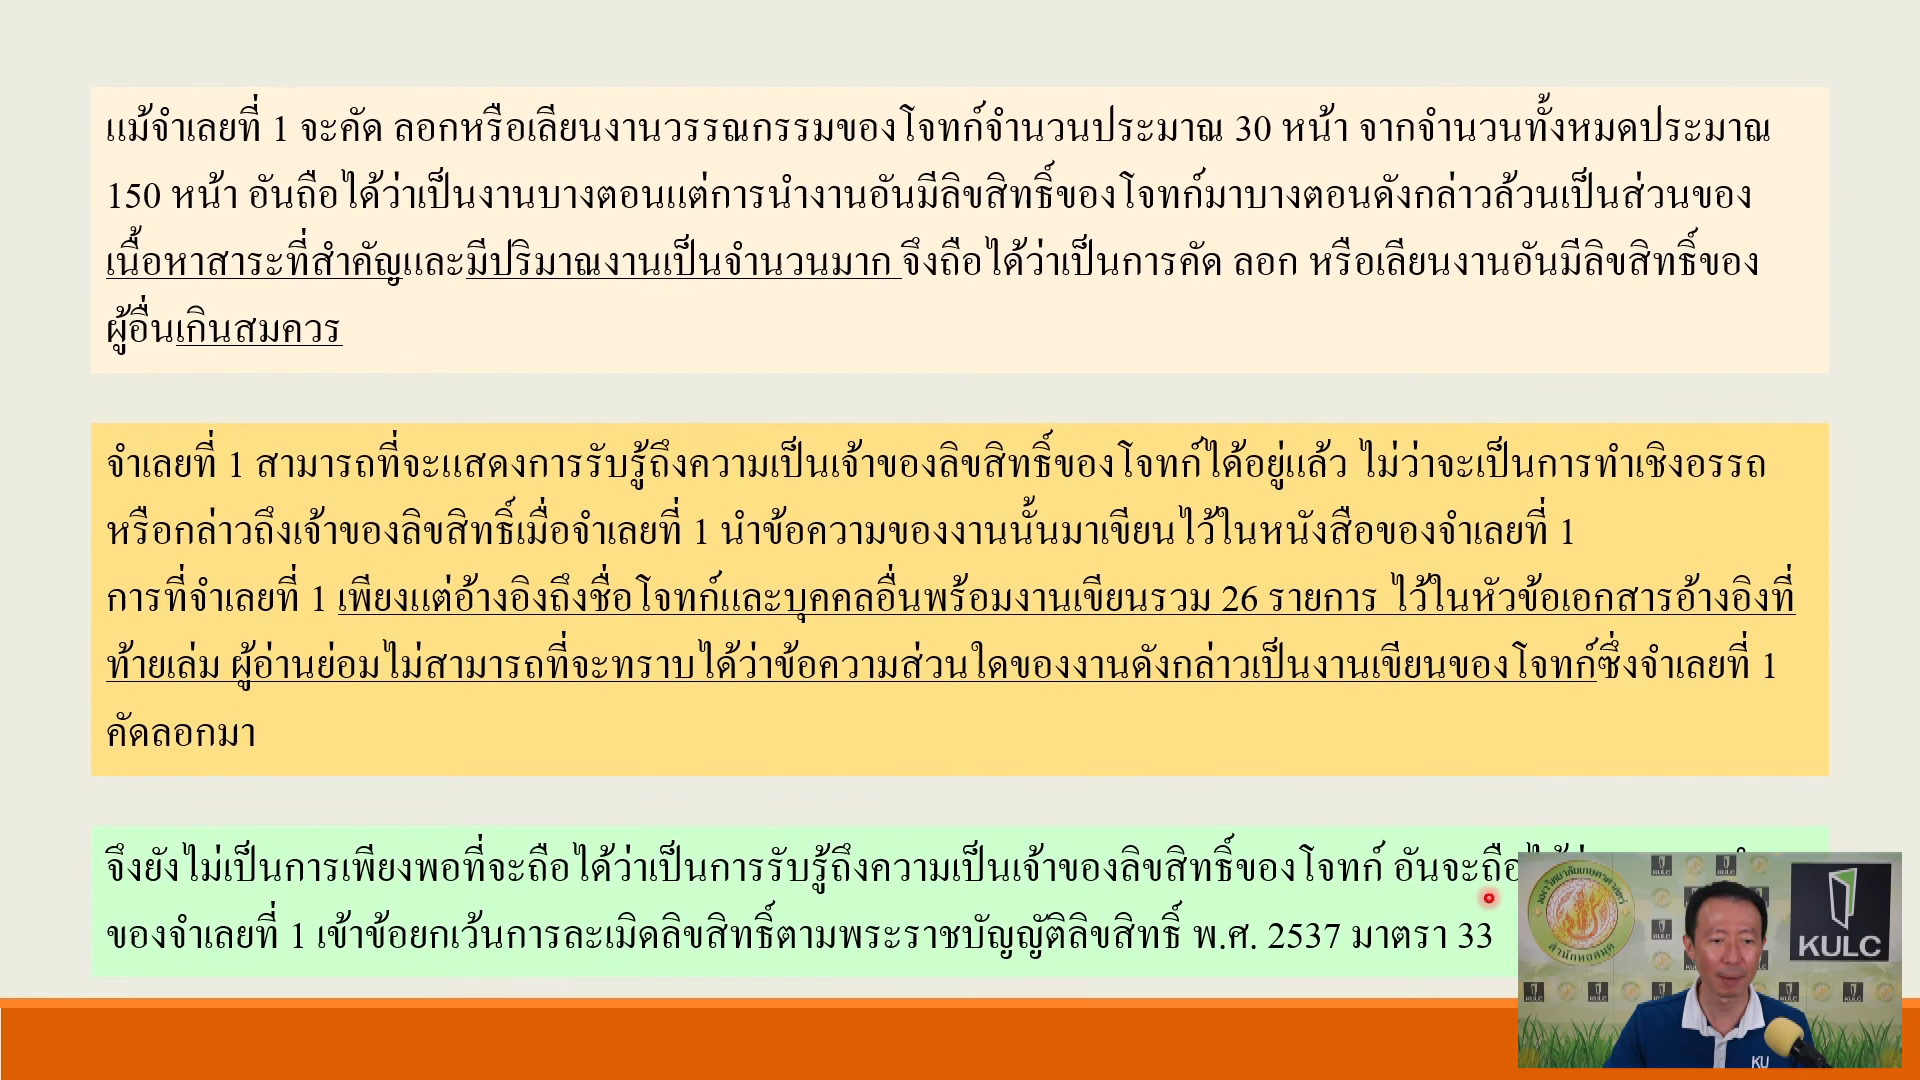 แม้จำเลยที่ 1 จะคัด ลอกหรือเลียนงานวรรณกรรมของโจทก์จำนวนประมาณ 30 หน้า จากจำนวนทั้งหมดประมาณ
150 หน้า อันถือได้ว่าเป็นงานบางตอนแต่การนำงานอันมีลิขสิทธิ์ของโจทก์มาบางตอนดังกล่าวล้วนเป็นส่วนของ
เนื้อหาสาระที่สำคัญและมีปริมาณงานเป็นจำนวนมาก จึงถือได้ว่าเป็นการคัด ลอก หรือเลียนงานอันมีลิขสิทธิ์ของ
ผู้อื่นเกินสมควร
จำเลยที่ 1 สามารถที่จะแสดงการรับรู้ถึงความเป็นเจ้าของลิขสิทธิ์ของโจทก์ได้อยู่แล้ว ไม่ว่าจะเป็นการทำเชิงอรรถ
หรือกล่าวถึงเจ้าของลิขสิทธิ์เมื่อจำเลยที่ 1 นำข้อความของงานนั้นมาเขียนไว้ในหนังสือของจำเลยที่ 1
การที่จำเลยที่ 1 เพียงแต่อ้างอิงถึงชื่อโจทก์และบุคคลอื่นพร้อมงานเขียนรวม 26 รายการ ไว้ในหัวข้อเอกสารอ้างอิงที่
ท้ายเล่ม ผู้อ่านย่อมไม่สามารถที่จะทราบได้ว่าข้อความส่วนใดของงานดังกล่าวเป็นงานเขียนของโจทก์ซึ่งจำเลยที่ 1
คัดลอกมา
จึงยังไม่เป็นการเพียงพอที่จะถือได้ว่าเป็นการรับรู้ถึงความเป็นเจ้าของลิขสิทธิ์ของโจทก์ อันจะถือ
ของจำเลยที่ 1 เข้าข้อยกเว้นการละเมิดลิขสิทธิ์ตามพระราชบัญญัติลิขสิทธิ์ พ.ศ. 2537 มาตรา 33
มหาวิทยาลัยเกษตรศาสตร์
สำนักหอสมุด
KULC
KU